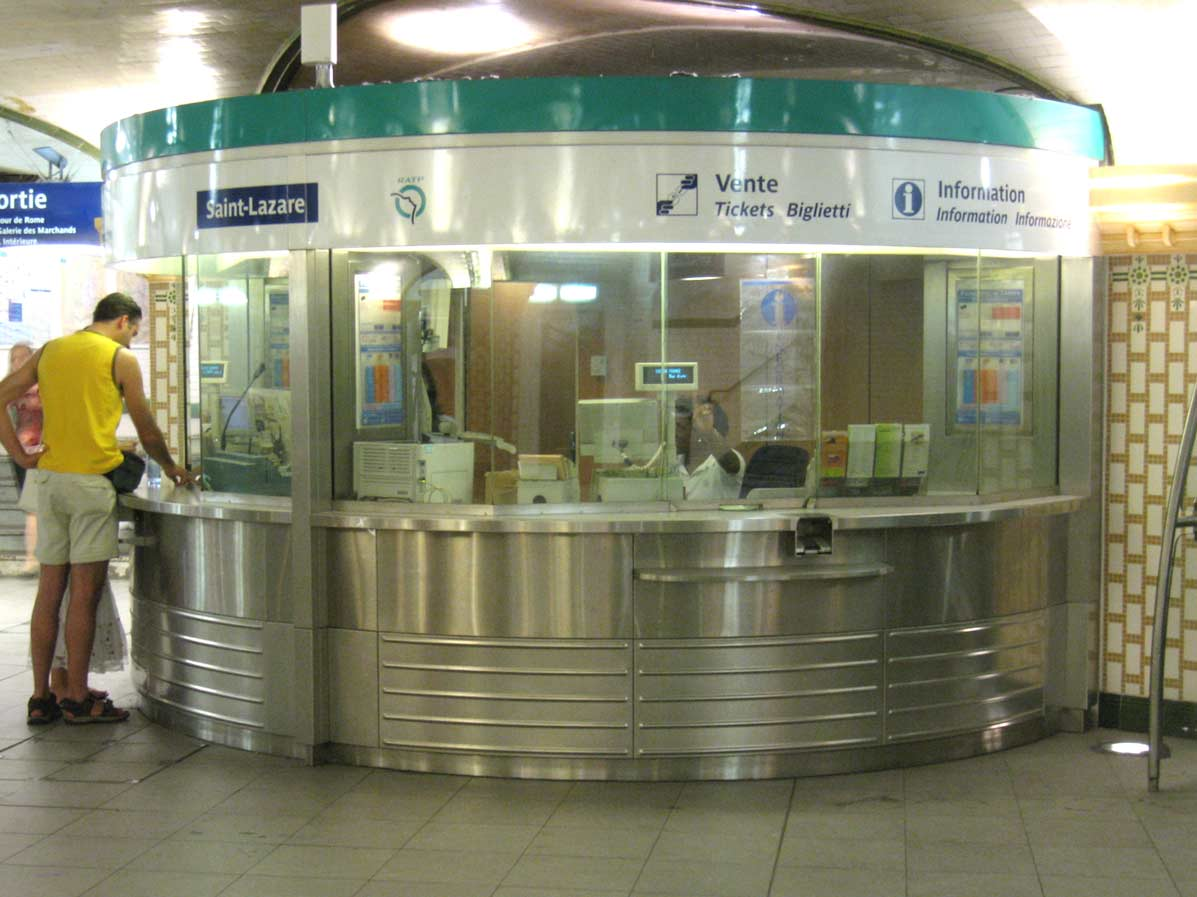 ortie
our de Rome
Galerie des Marchands
Intérieure
Saint-Lazare
RATP
Vente
Tickets Biglietti
i Information
Information Informazione